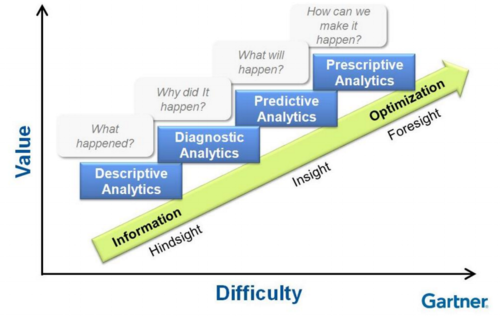 How can we
make it
happen?
What will
happen?
Prescriptive
Analytics
Why did It
happen?
Predictive
Analytics
Optimization
What
happened?
Diagnostic
Analytics
Foresight
Descriptive
Analytics
Insight
Information
Hindsight
Value
Difficulty
Gartner